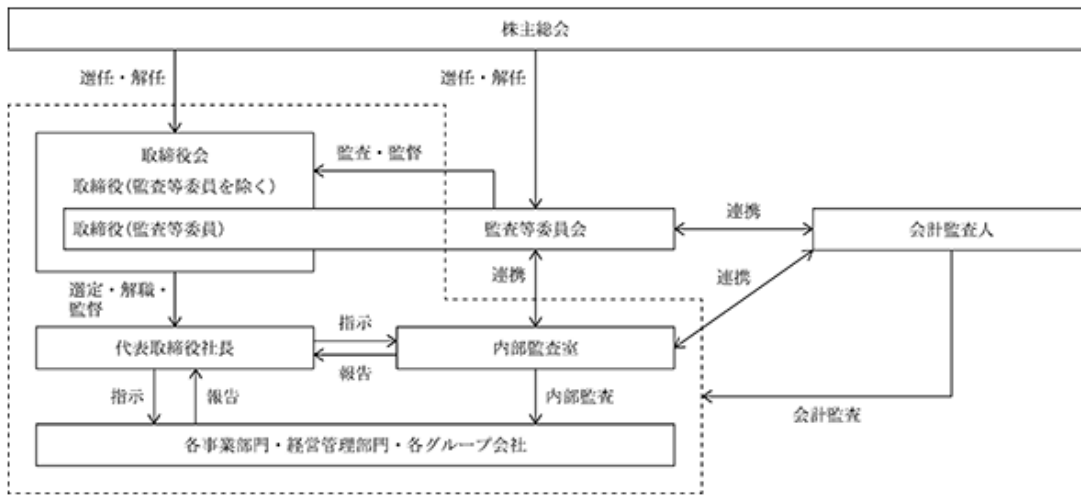 株主総会
選任・解任
選任・解任
取締役会
監査・監督
取締役(監査等委員を除く)
取締役(監査等委員)
監査等委員会
連携
会計監査人
連携
連携
選定・解職・
監督
指示
代表取締役社長
内部監査室
報告
指示
報告
内部監査
会計監査
各事業部門・経営管理部門・各グループ会社